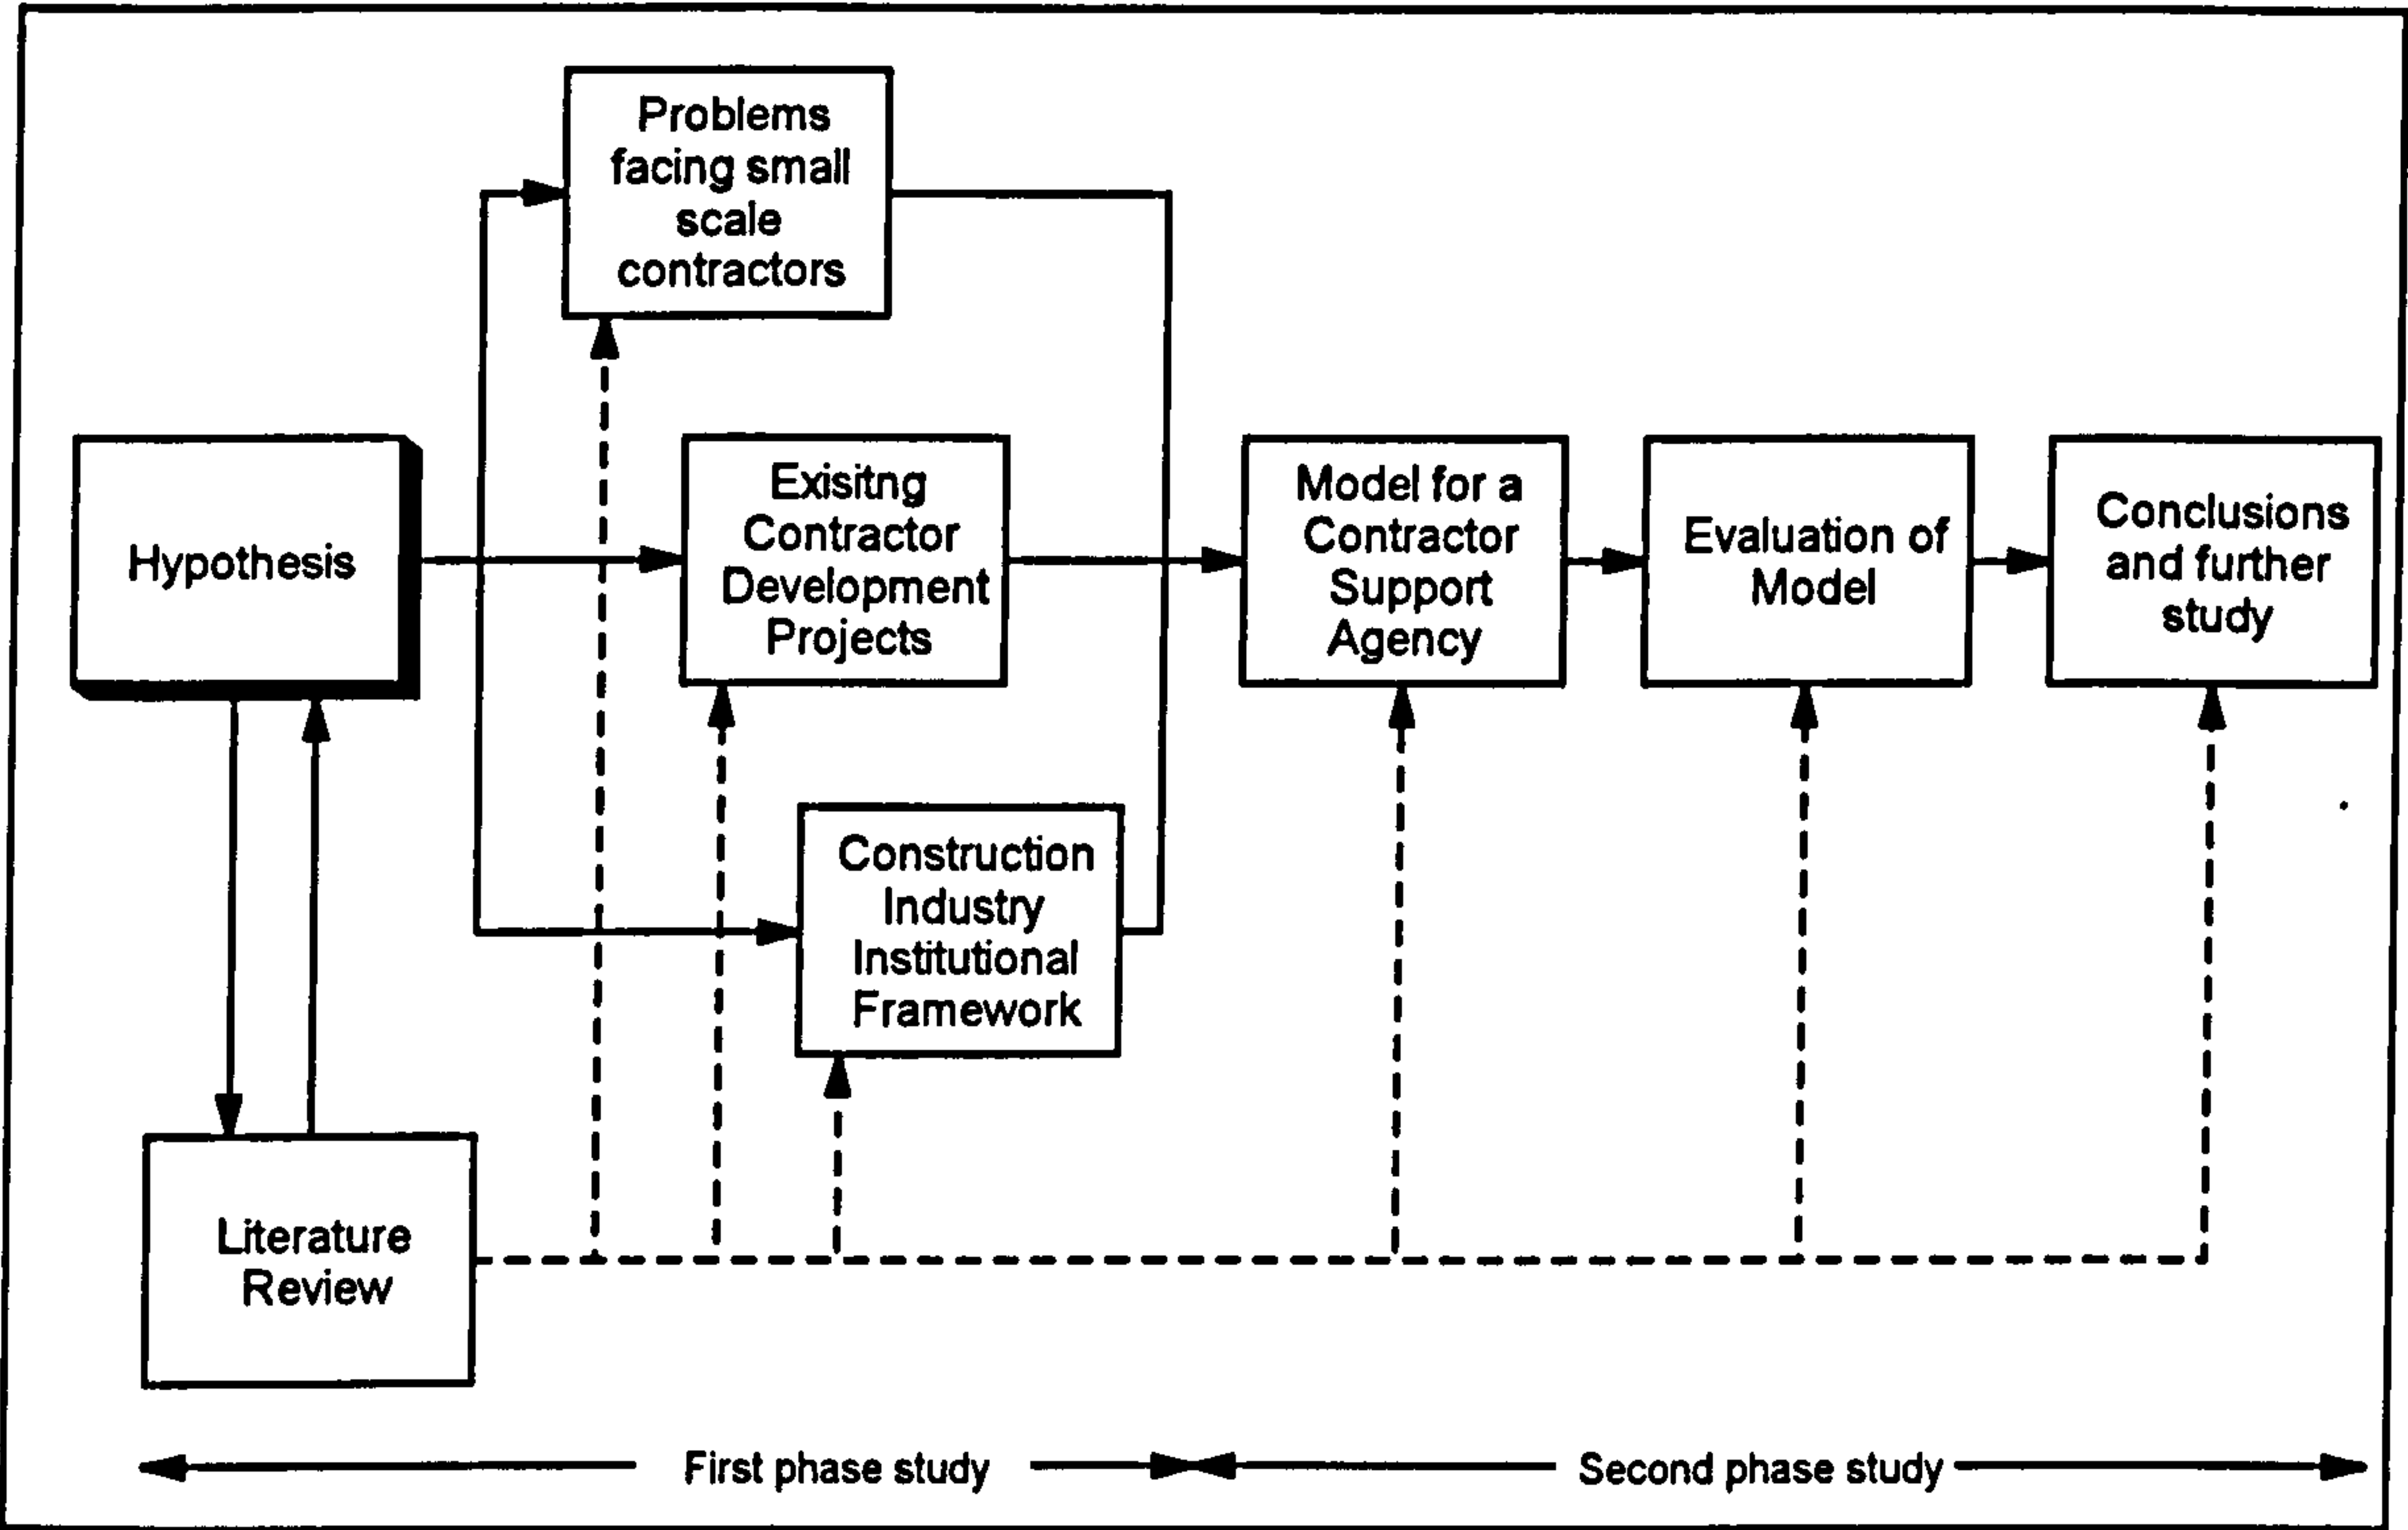 Problems
facing small
scale
contractors
Hypothesis
Exisitng
Contractor
Development
Projects
Model for a
Contractor
Support
Agency
Evaluation of
Model
Conclusions
and further
study
Construction
Industry
Institutional
Framework
Literature
Review
First phase study
Second phase study